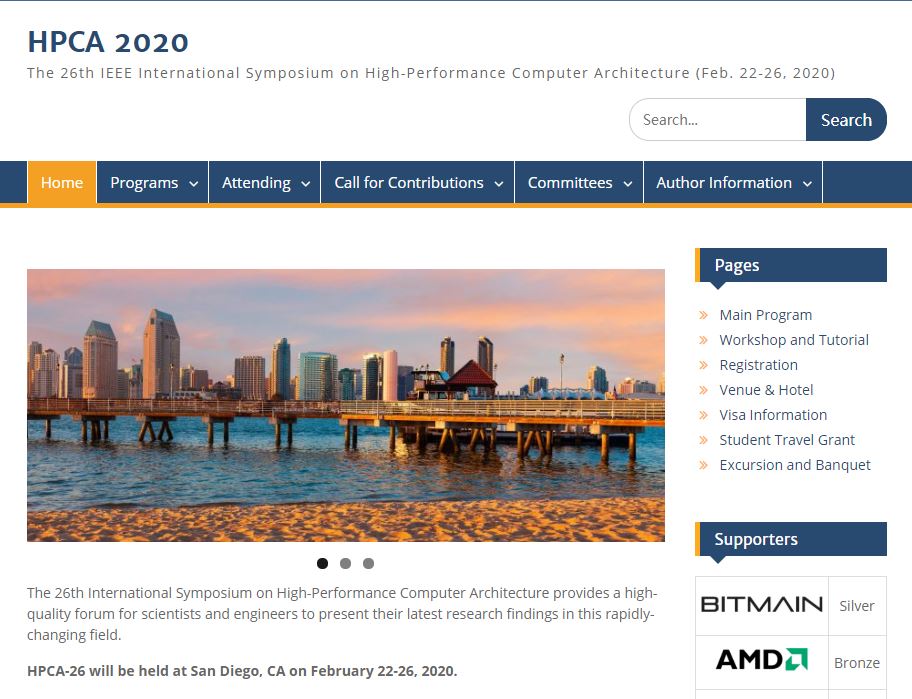 HPCA 2020
The 26th IEEE International Symposium on High-Performance Computer Architecture (Feb. 22-26, 2020)
Search...
Search
Home
Programs
Attending
Call for Contributions
Committees
Author Information
Pages
Main Program
Workshop and Tutorial
Registration
Venue & Hotel
Visa Information
Student Travel Grant
Excursion and Banquet
The 26th International Symposium on High-Performance Computer Architecture provides a high-
quality forum for scientists and engineers to present their latest research findings in this rapidly-
changing field.
HPCA-26 will be held at San Diego, CA on February 22-26, 2020.
Supporters
BITMAIN Silver
AMD Bronze